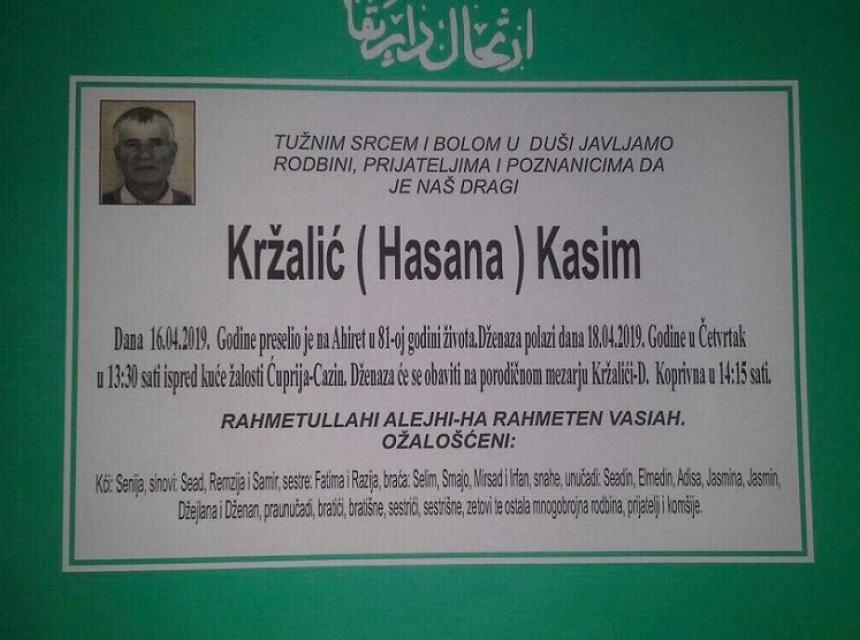 TUŽNIM SRCEM I BOLOM U DUŠI JAVLJAMO
RODBINI, PRIJATELJIMA I POZNANICIMA DA
JE NAŠ DRAGI
Kržalić ( Hasana ) Kasim
Dana 16.04.2019. Godine preselio je na Ahiret u 81-oj godini života.Dženaza polazi dana 18.04.2019. Godine u Četvrtak
u 13:30 sati ispred kuće žalosti Ćuprija-Cazin. Dženaza će se obaviti na porodičnom mezarju Kržalići-D. Koprivna u 14:15 sati.
RAHMETULLAHI ALEJHI-HA RAHMETEN VASIAH.
OŽALOŠĆENI:
Kći: Senija, sinovi: Sead, Remzija i Samir, sestre: Fatima i Razija, braća: Selim, Smajo, Mirsad i Irfan, snahe, unučadi: Seadin, Elmedin, Adisa, Jasmina, Jasmin,
Džejlana i Dženan, praunučadi, bratići, bratišne, sestrići, sestrišne, zetovi te ostala mnogobrojna rodbina, prijatelji i komšije.